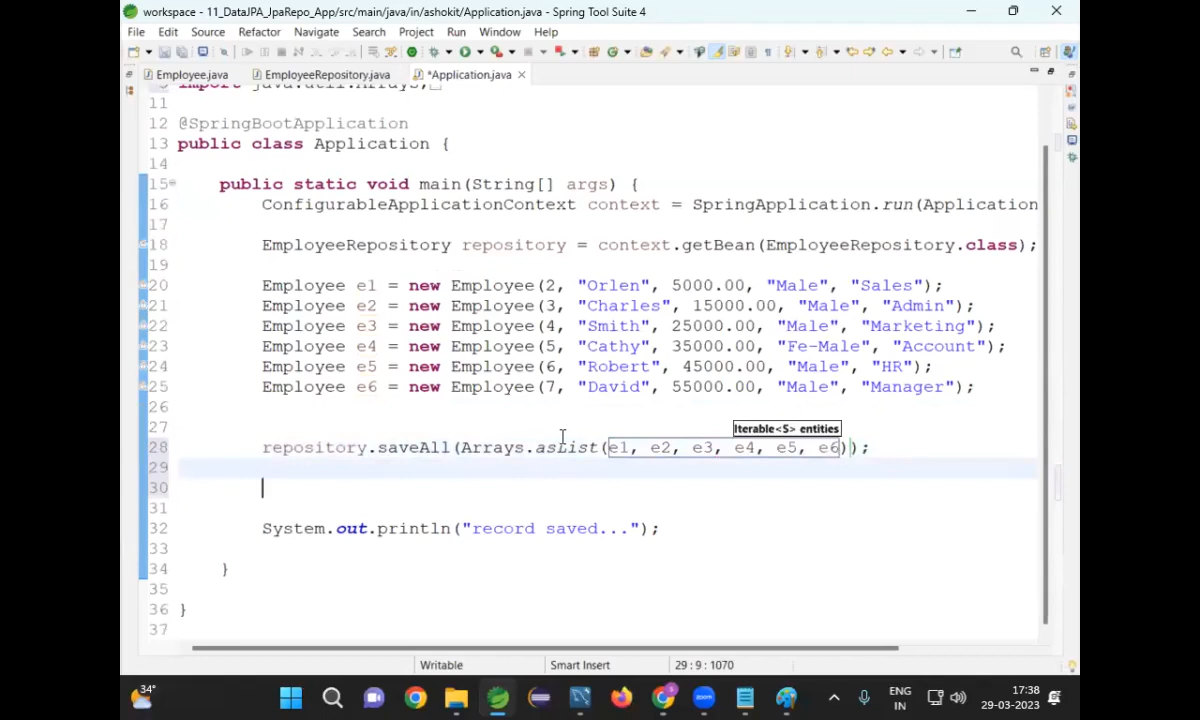 workspace - 11_DataJPA_JpaRepo_App/src/main/java/in/ashokit/Application.java - Spring Tool Suite 4
File Edit Source Refactor Navigate Search Project Run Window Help
Employee.java EmployeeRepository.java *Application.java
9 import java.util.Arrays;
11
12 @SpringBootApplication
13 public class Application {
14
15 public static void main(String[] args) {
16 ConfigurableApplicationContext context = SpringApplication.run(Application
17
18 EmployeeRepository repository = context.getBean(EmployeeRepository.class);
19
20 Employee e1 = new Employee(2, "Orlen", 5000.00, "Male", "Sales");
21 Employee e2 = new Employee(3, "Charles", 15000.00, "Male", "Admin");
22 Employee e3 = new Employee(4, "Smith", 25000.00, "Male", "Marketing");
23 Employee e4 = new Employee(5, "Cathy", 35000.00, "Fe-Male", "Account");
24 Employee e5 = new Employee(6, "Robert", 45000.00, "Male", "HR");
25 Employee e6 = new Employee(7, "David", 55000.00, "Male", "Manager");
26
27
Iterable<S> entities
28 repository.saveAll(Arrays.asList(e1, e2, e3, e4, e5, e6));
29
30
31
32 System.out.println("record saved...");
33
34 }
35
36 }
37
Writable Smart Insert 29 : 9 : 1070
34°
zoom
ENG
IN
17:38
29-03-2023